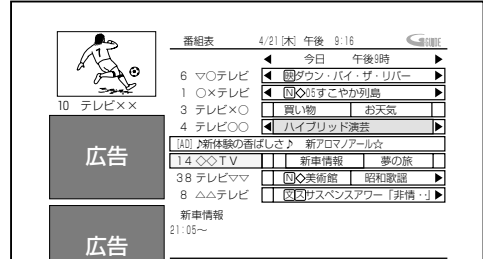 番組表 4/21[木] 午後 9:16 GGUIDE
今日 午後9時
6 ▽○テレビ 映ダウン・バイ・ザ・リバー
1 ○×テレビ N◇05すこやか列島
3 テレビ×○ 買い物 お天気
4 テレビ○○ ハイブリッド演芸
[AD] ♪新体験の香ばしさ♪ 新アロマノアール☆
14 ◇◇TV 新車情報 夢の旅
38 テレビ▽▽ N◇美術館 昭和歌謡
8 △△テレビ 文スサスペンスアワー「非情‥
新車情報
21:05～
10 テレビ××
広告
広告